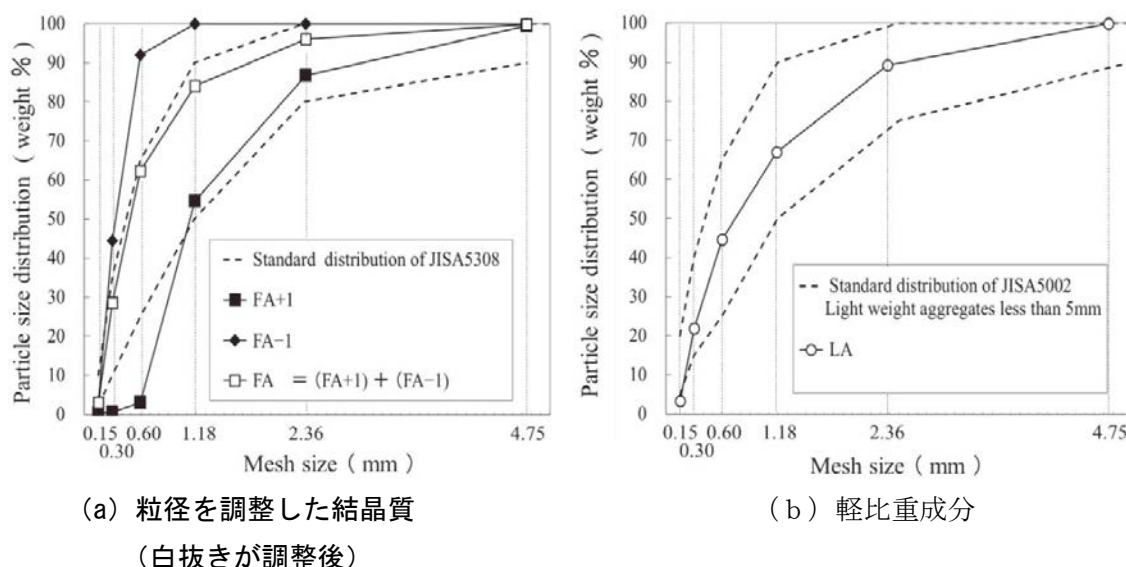 Particle size distribution ( weight % )
100
90
80
70
60
50
40
30
20
10
0
0.15
0.30
0.60
1.18
2.36
4.75
Mesh size ( mm )
Standard distribution of JISA5308
FA+1
FA−1
FA = (FA+1) + (FA−1)
(a) 粒径を調整した結晶質
(白抜きが調整後)
Particle size distribution ( weight % )
100
90
80
70
60
50
40
30
20
10
0
0.15
0.30
0.60
1.18
2.36
4.75
Mesh size ( mm )
Standard distribution of JISA5002
Light weight aggregates less than 5mm
LA
(b) 軽比重成分